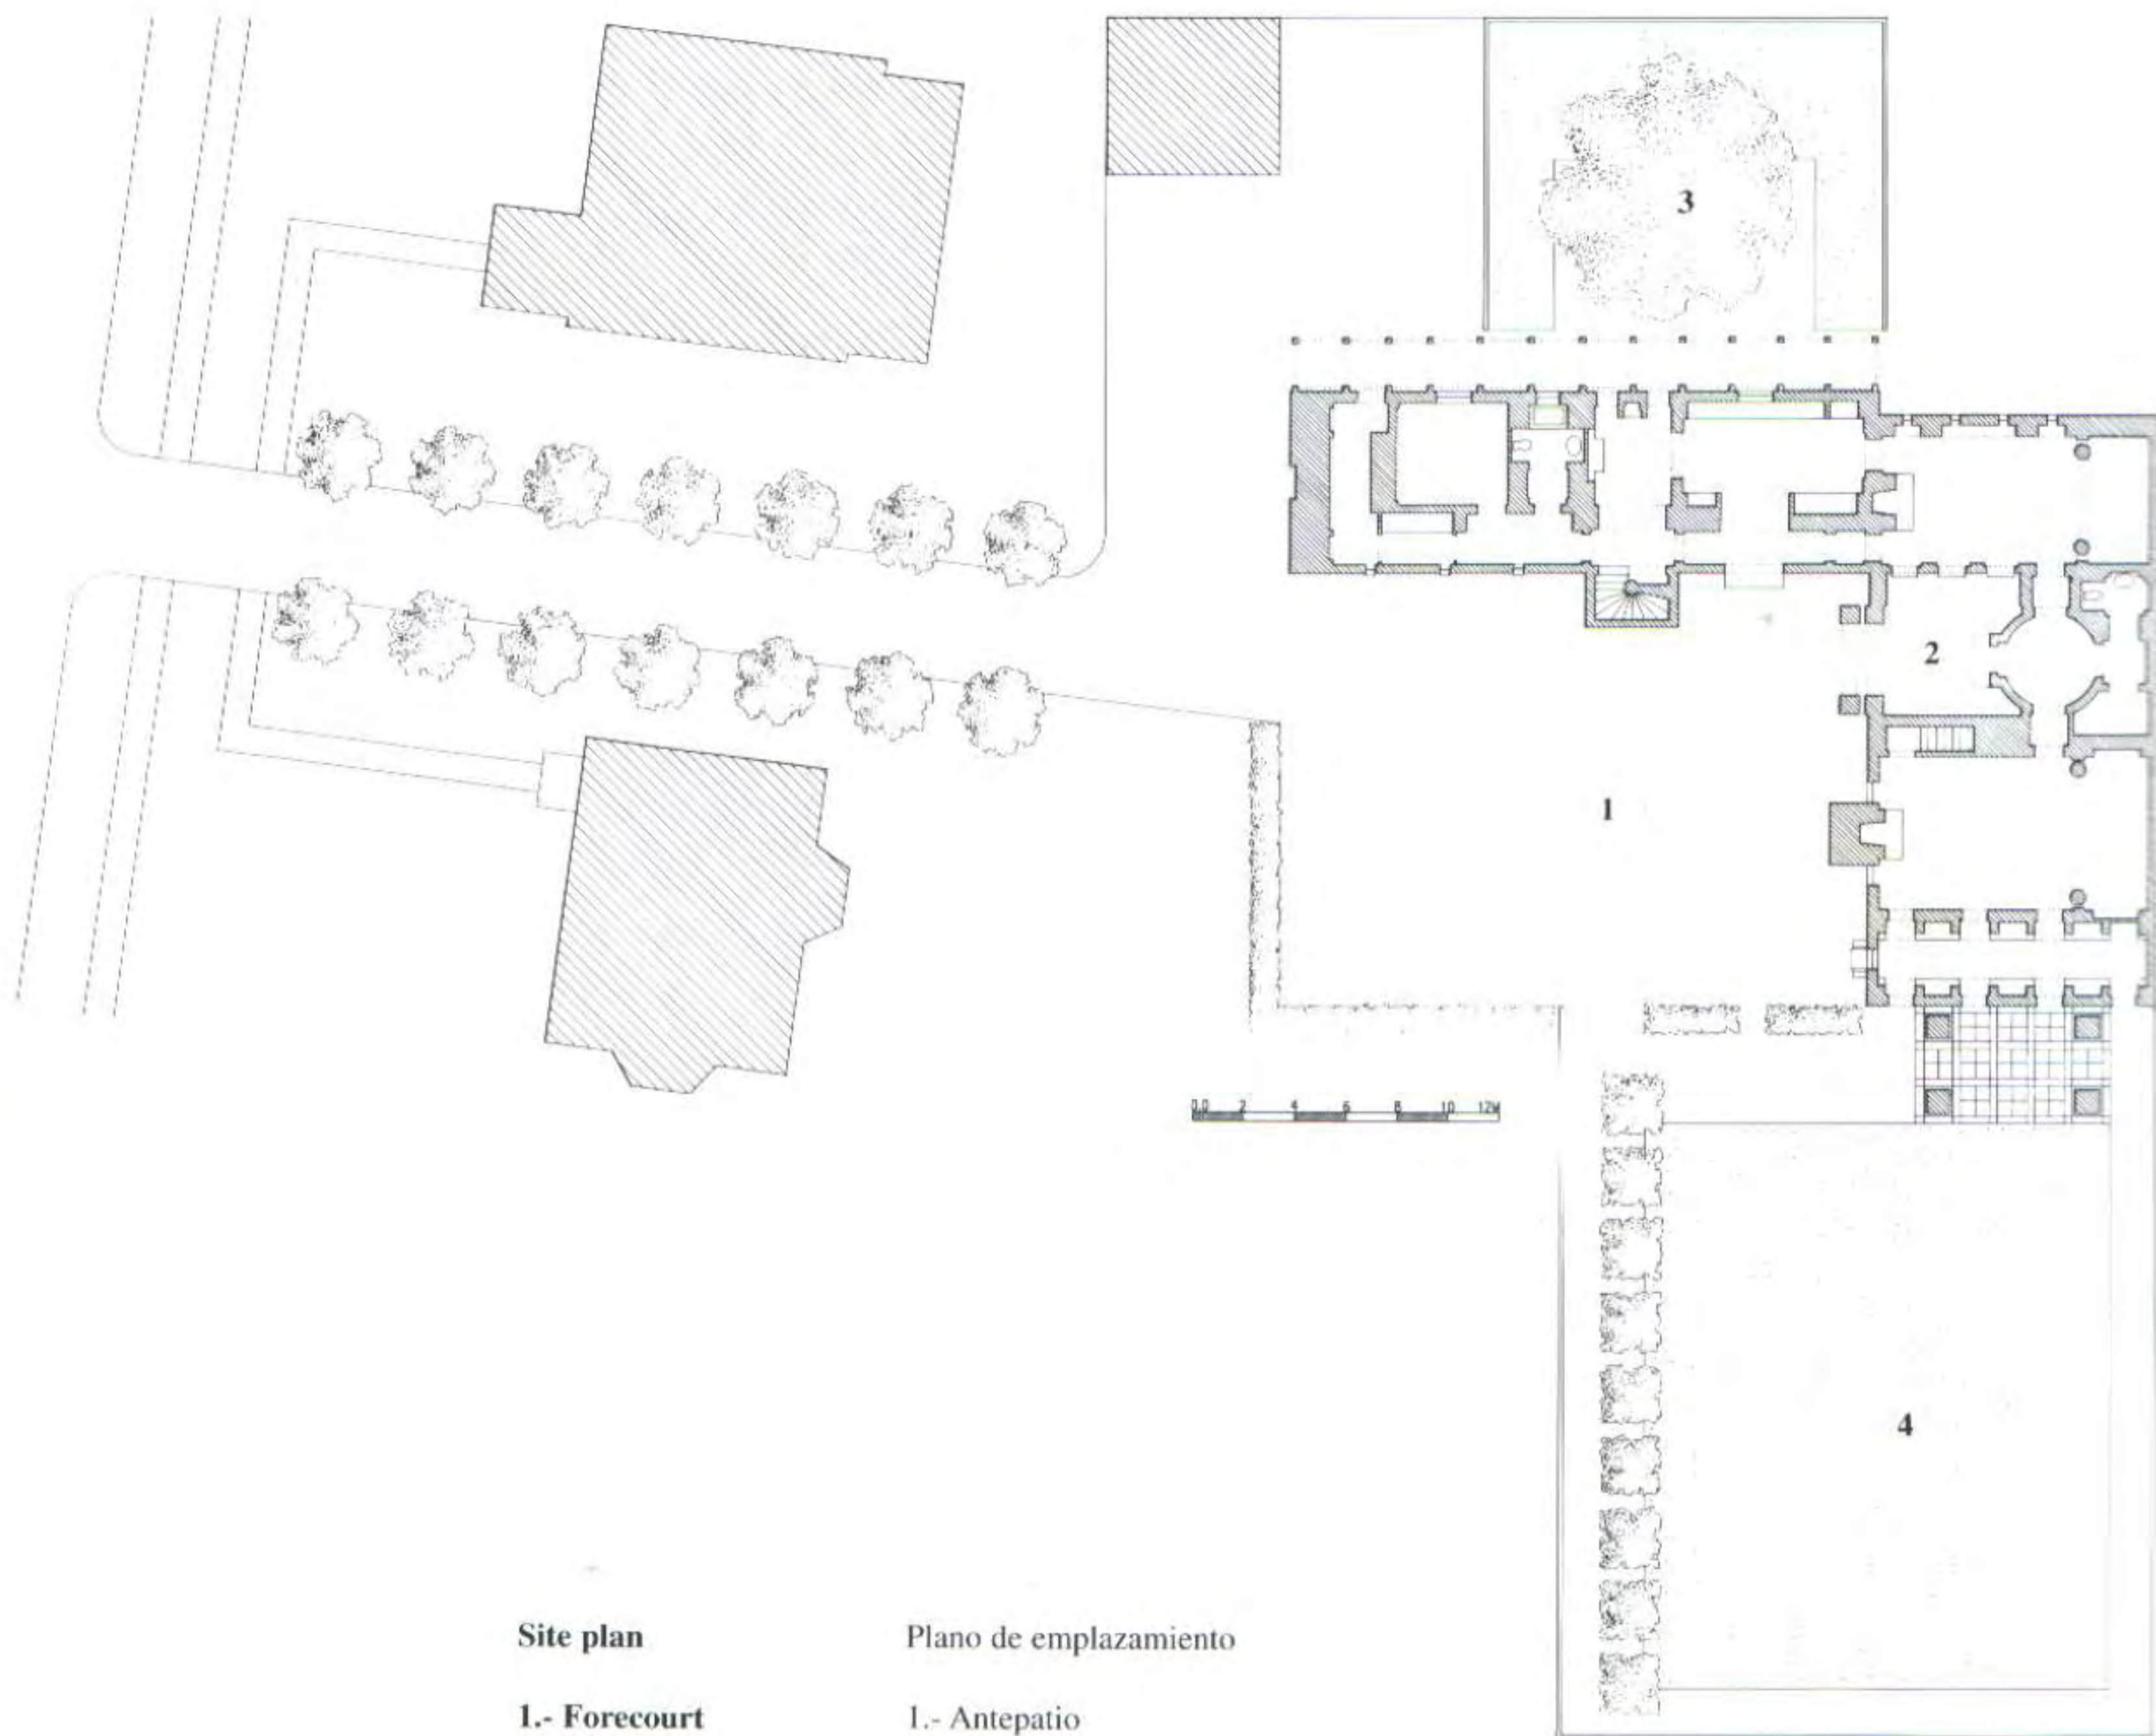 3
2
1
0.0 2 4 6 8 10 12M
4
Site plan
Plano de emplazamiento
1.- Forecourt
1.- Antepatio